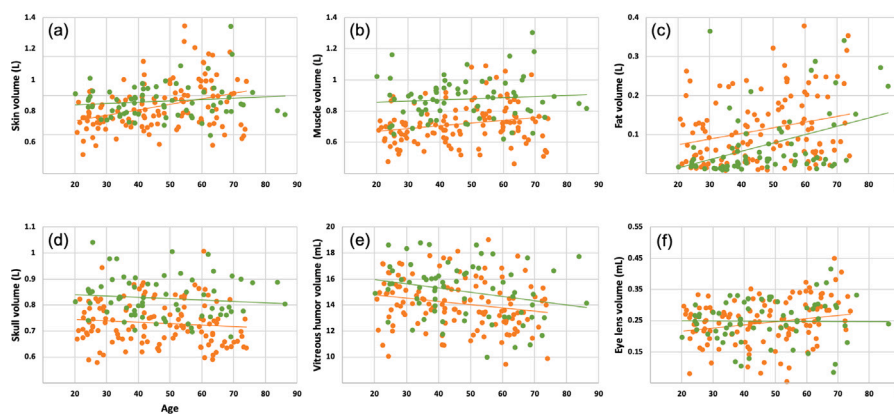 (a)
Skin volume (L)
1.4
1.2
1
0.8
0.6
20 30 40 50 60 70 80 90
(b)
Muscle volume (L)
1.4
1.2
1
0.8
0.6
20 30 40 50 60 70 80 90
(c)
Fat volume (L)
0.4
0.3
0.2
0.1
20 30 40 50 60 70 80
(d)
Skull volume (L)
1.1
1
0.9
0.8
0.7
0.6
20 30 40 50 60 70 80 90
Age
(e)
Vitreous humor volume (mL)
20
18
16
14
12
10
20 30 40 50 60 70 80 90
(f)
Eye lens volume (mL)
0.55
0.45
0.35
0.25
0.15
20 30 40 50 60 70 80